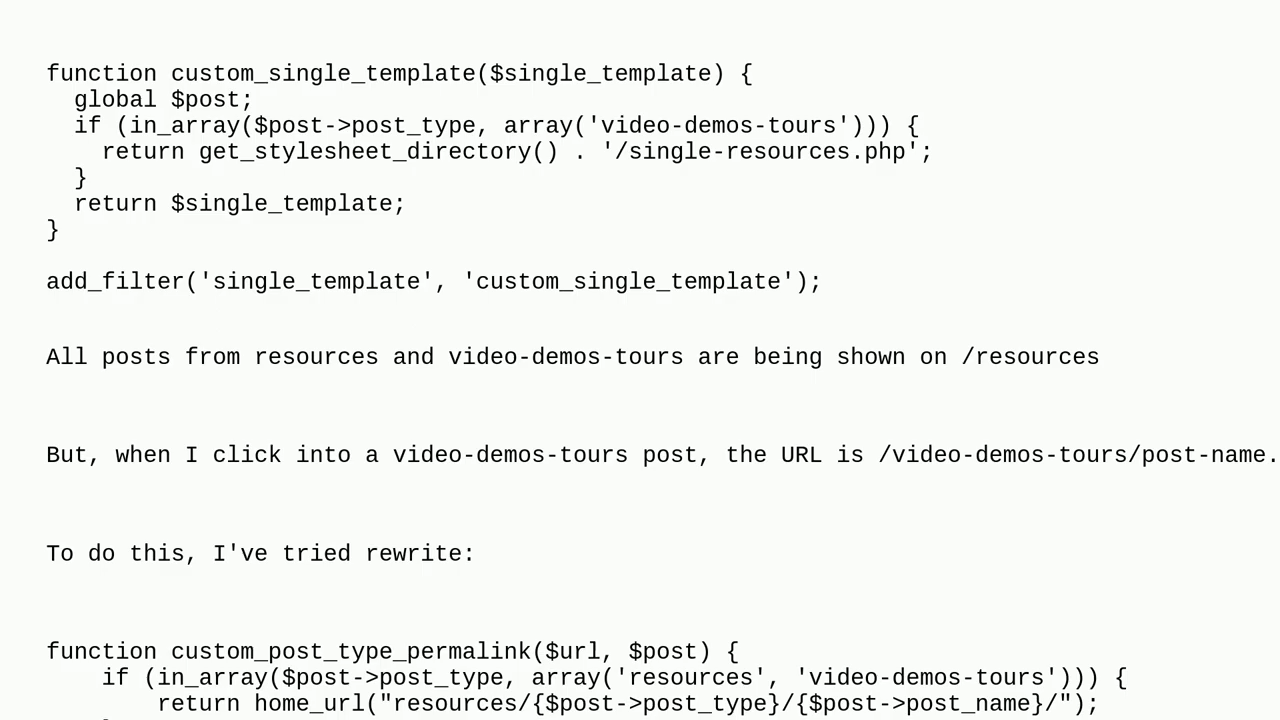 function custom_single_template($single_template) {
  global $post;
  if (in_array($post->post_type, array('video-demos-tours'))) {
    return get_stylesheet_directory() . '/single-resources.php';
  }
  return $single_template;
}
add_filter('single_template', 'custom_single_template');
All posts from resources and video-demos-tours are being shown on /resources
But, when I click into a video-demos-tours post, the URL is /video-demos-tours/post-name.
To do this, I've tried rewrite:
function custom_post_type_permalink($url, $post) {
    if (in_array($post->post_type, array('resources', 'video-demos-tours'))) {
        return home_url("resources/{$post->post_type}/{$post->post_name}/");